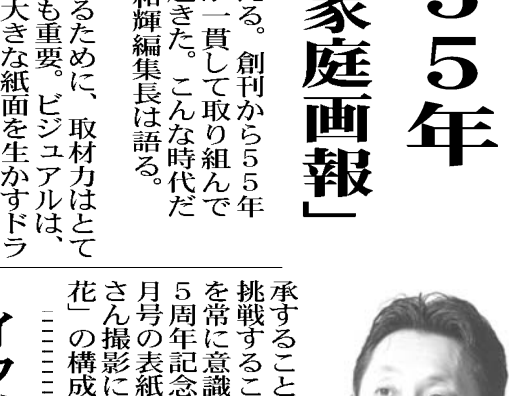 55年
家庭画報」
る。創刊から55年
一貫して取り組んで
きた。こんな時代だ
和輝編集長は語る。
るために、取材力はとて
も重要。ビジュアルは、
大きな紙面を生かすドラ
承すること
挑戦するこ
を常に意識
5周年記念
月号の表紙
さん撮影に
花」の構成